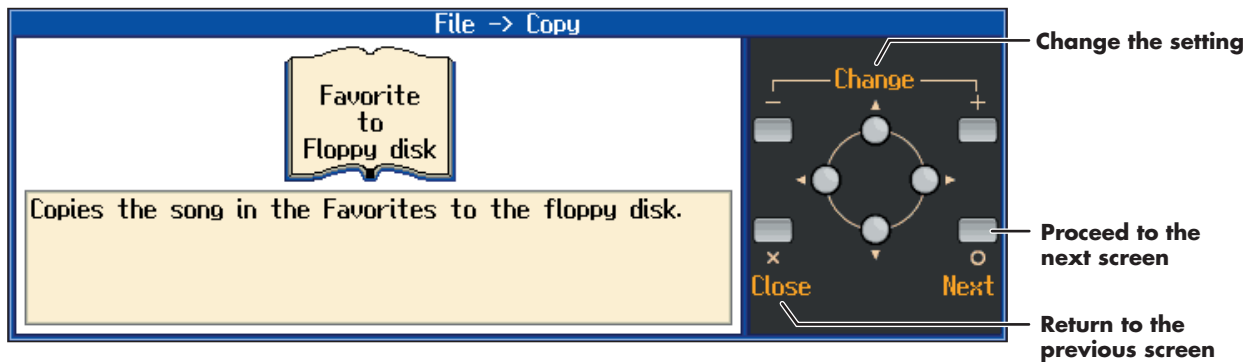 File -> Copy
Favorite
to
Floppy disk
Copies the song in the Favorites to the floppy disk.
Change
− +
× ○
Close Next
Change the setting
Proceed to the
next screen
Return to the
previous screen